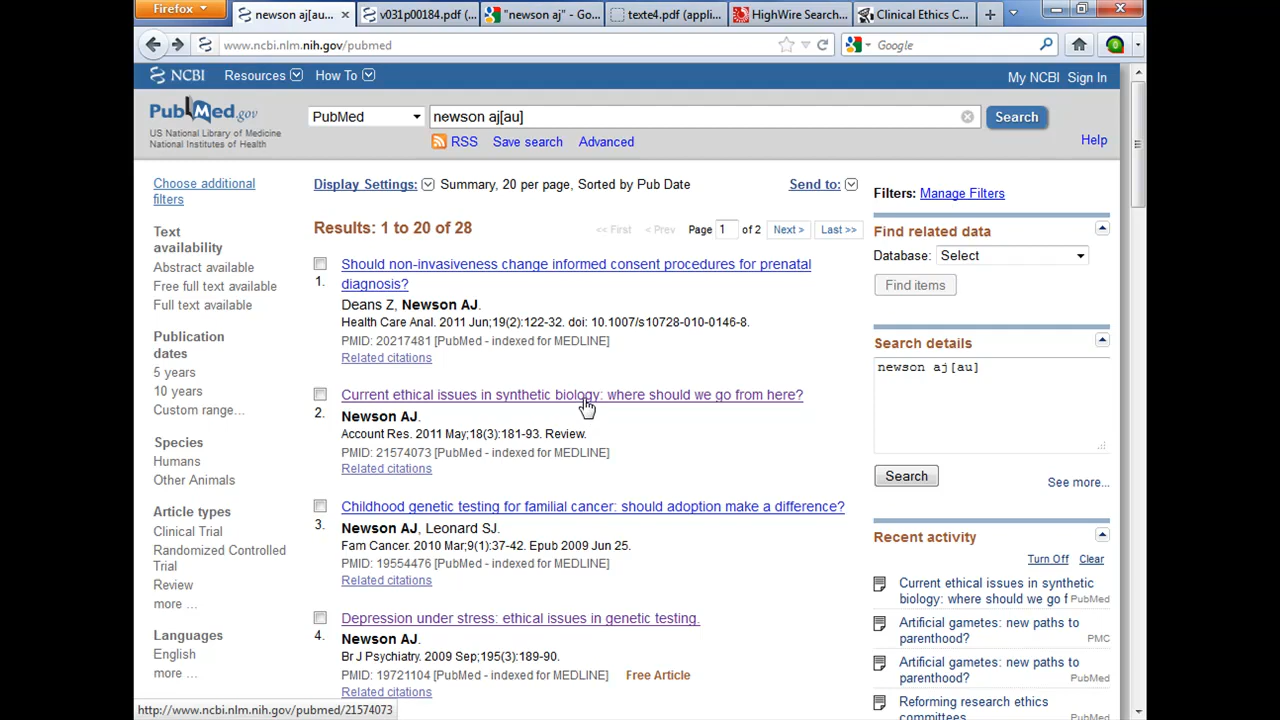 Firefox
newson aj[au...
v031p00184.pdf (...
"newson aj" - Go...
texte4.pdf (appli...
HighWire Search...
Clinical Ethics C...
www.ncbi.nlm.nih.gov/pubmed
Google
NCBI Resources How To
My NCBI Sign In
PubMed.gov
US National Library of Medicine
National Institutes of Health
PubMed
newson aj[au]
Search
RSS Save search Advanced
Help
Choose additional
filters
Text
availability
Abstract available
Free full text available
Full text available
Publication
dates
5 years
10 years
Custom range...
Species
Humans
Other Animals
Article types
Clinical Trial
Randomized Controlled
Trial
Review
more ...
Languages
English
more ...
Display Settings: Summary, 20 per page, Sorted by Pub Date
Send to:
Results: 1 to 20 of 28
<< First < Prev Page 1 of 2 Next > Last >>
1. Should non-invasiveness change informed consent procedures for prenatal
diagnosis?
Deans Z, Newson AJ.
Health Care Anal. 2011 Jun;19(2):122-32. doi: 10.1007/s10728-010-0146-8.
PMID: 20217481 [PubMed - indexed for MEDLINE]
Related citations
2. Current ethical issues in synthetic biology: where should we go from here?
Newson AJ.
Account Res. 2011 May;18(3):181-93. Review.
PMID: 21574073 [PubMed - indexed for MEDLINE]
Related citations
3. Childhood genetic testing for familial cancer: should adoption make a difference?
Newson AJ, Leonard SJ.
Fam Cancer. 2010 Mar;9(1):37-42. Epub 2009 Jun 25.
PMID: 19554476 [PubMed - indexed for MEDLINE]
Related citations
4. Depression under stress: ethical issues in genetic testing.
Newson AJ.
Br J Psychiatry. 2009 Sep;195(3):189-90.
PMID: 19721104 [PubMed - indexed for MEDLINE] Free Article
Related citations
Filters: Manage Filters
Find related data
Database: Select
Find items
Search details
newson aj[au]
Search
See more...
Recent activity
Turn Off Clear
Current ethical issues in synthetic
biology: where should we go f PubMed
Artificial gametes: new paths to
parenthood? PMC
Artificial gametes: new paths to
parenthood? PubMed
Reforming research ethics
committees. PubMed
http://www.ncbi.nlm.nih.gov/pubmed/21574073